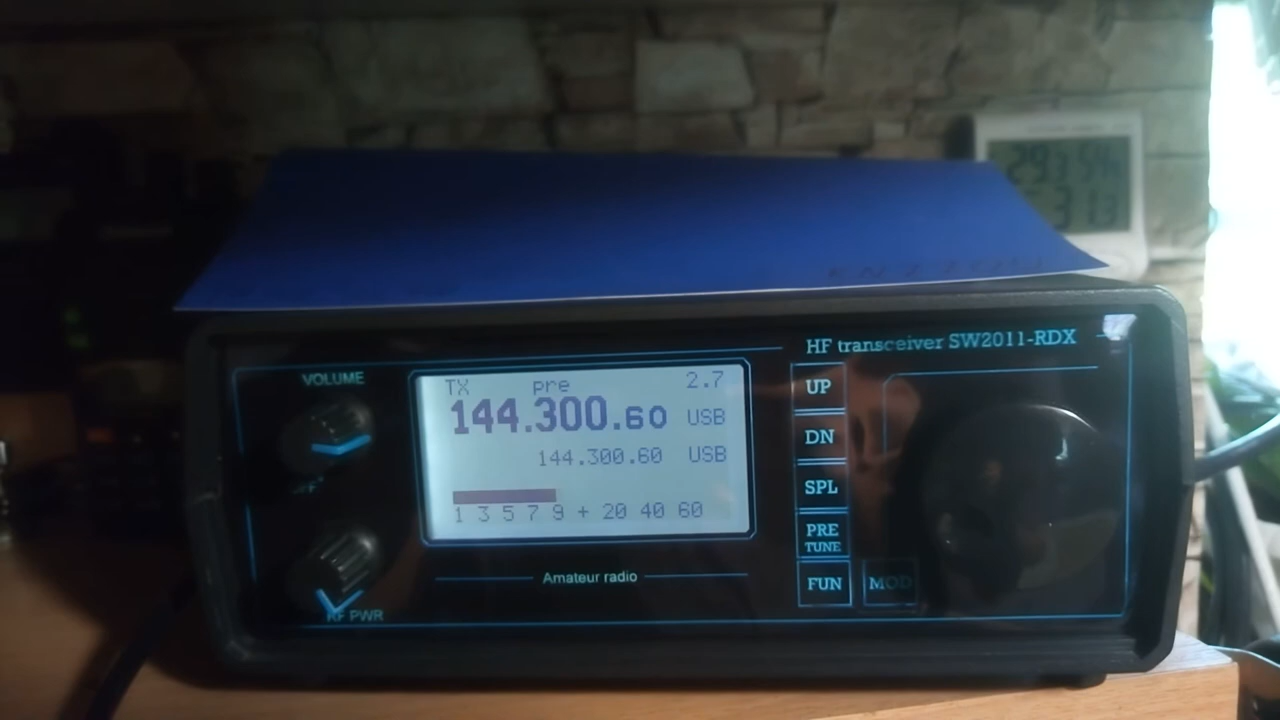 HF transceiver SW2011-RDX
VOLUME
TX pre 2.7
144.300.60 USB
144.300.60 USB
1 3 5 7 9 + 20 40 60
Amateur radio
RF PWR
UP
DN
SPL
PRE
TUNE
FUN
MOD